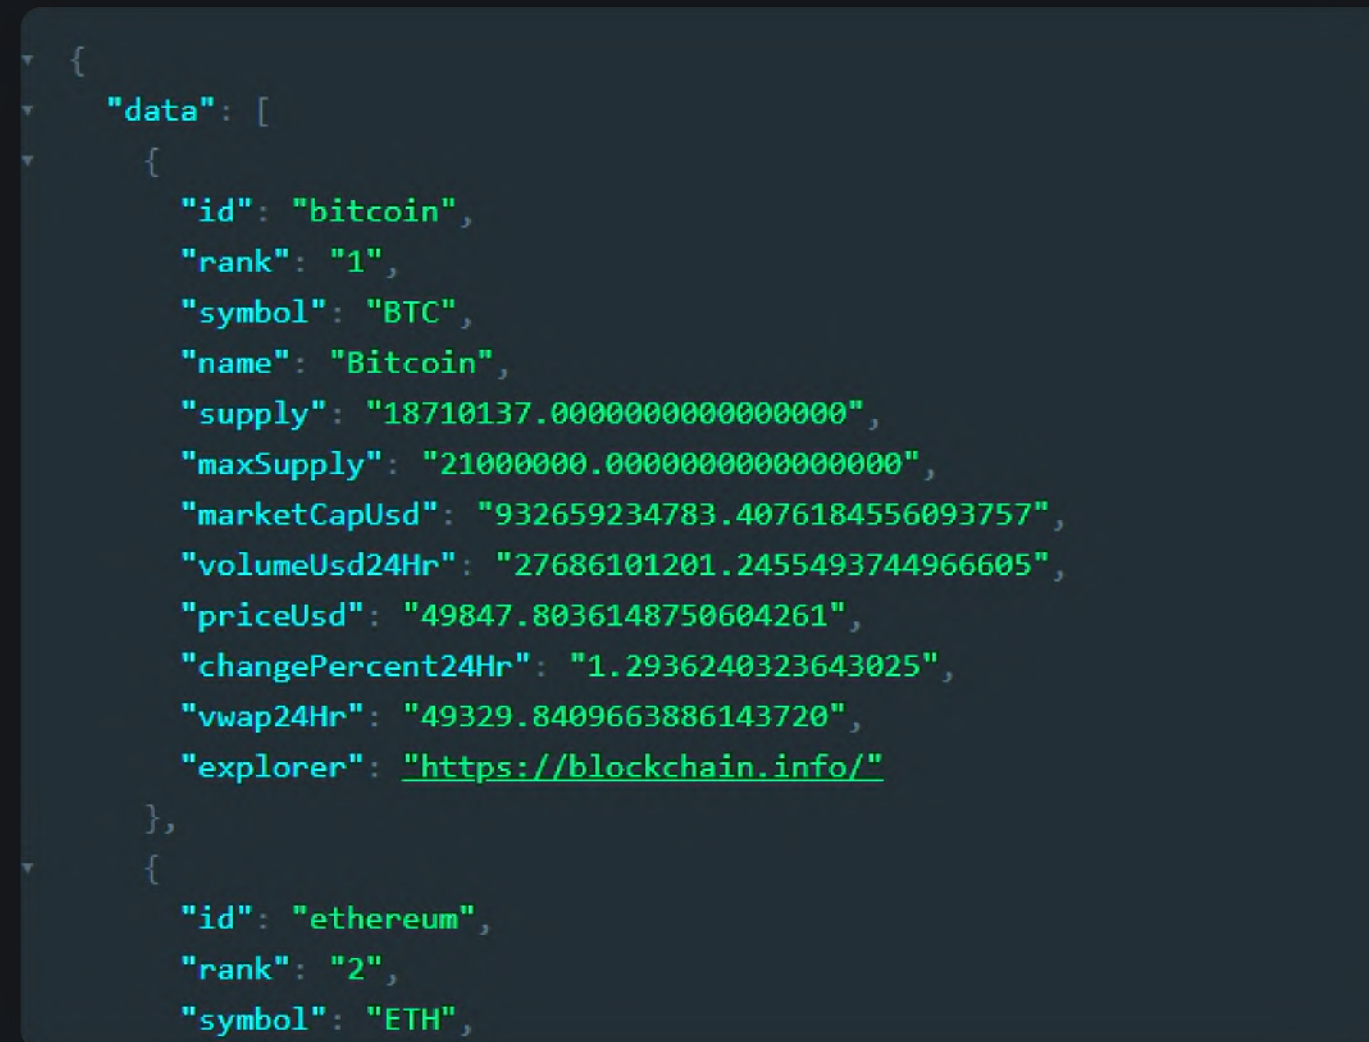 {
"data": [
{
"id": "bitcoin",
"rank": "1",
"symbol": "BTC",
"name": "Bitcoin",
"supply": "18710137.0000000000000000",
"maxSupply": "21000000.0000000000000000",
"marketCapUsd": "932659234783.4076184556093757",
"volumeUsd24Hr": "27686101201.2455493744966605",
"priceUsd": "49847.8036148750604261",
"changePercent24Hr": "1.2936240323643025",
"vwap24Hr": "49329.8409663886143720",
"explorer": "https://blockchain.info/"
},
{
"id": "ethereum",
"rank": "2",
"symbol": "ETH",